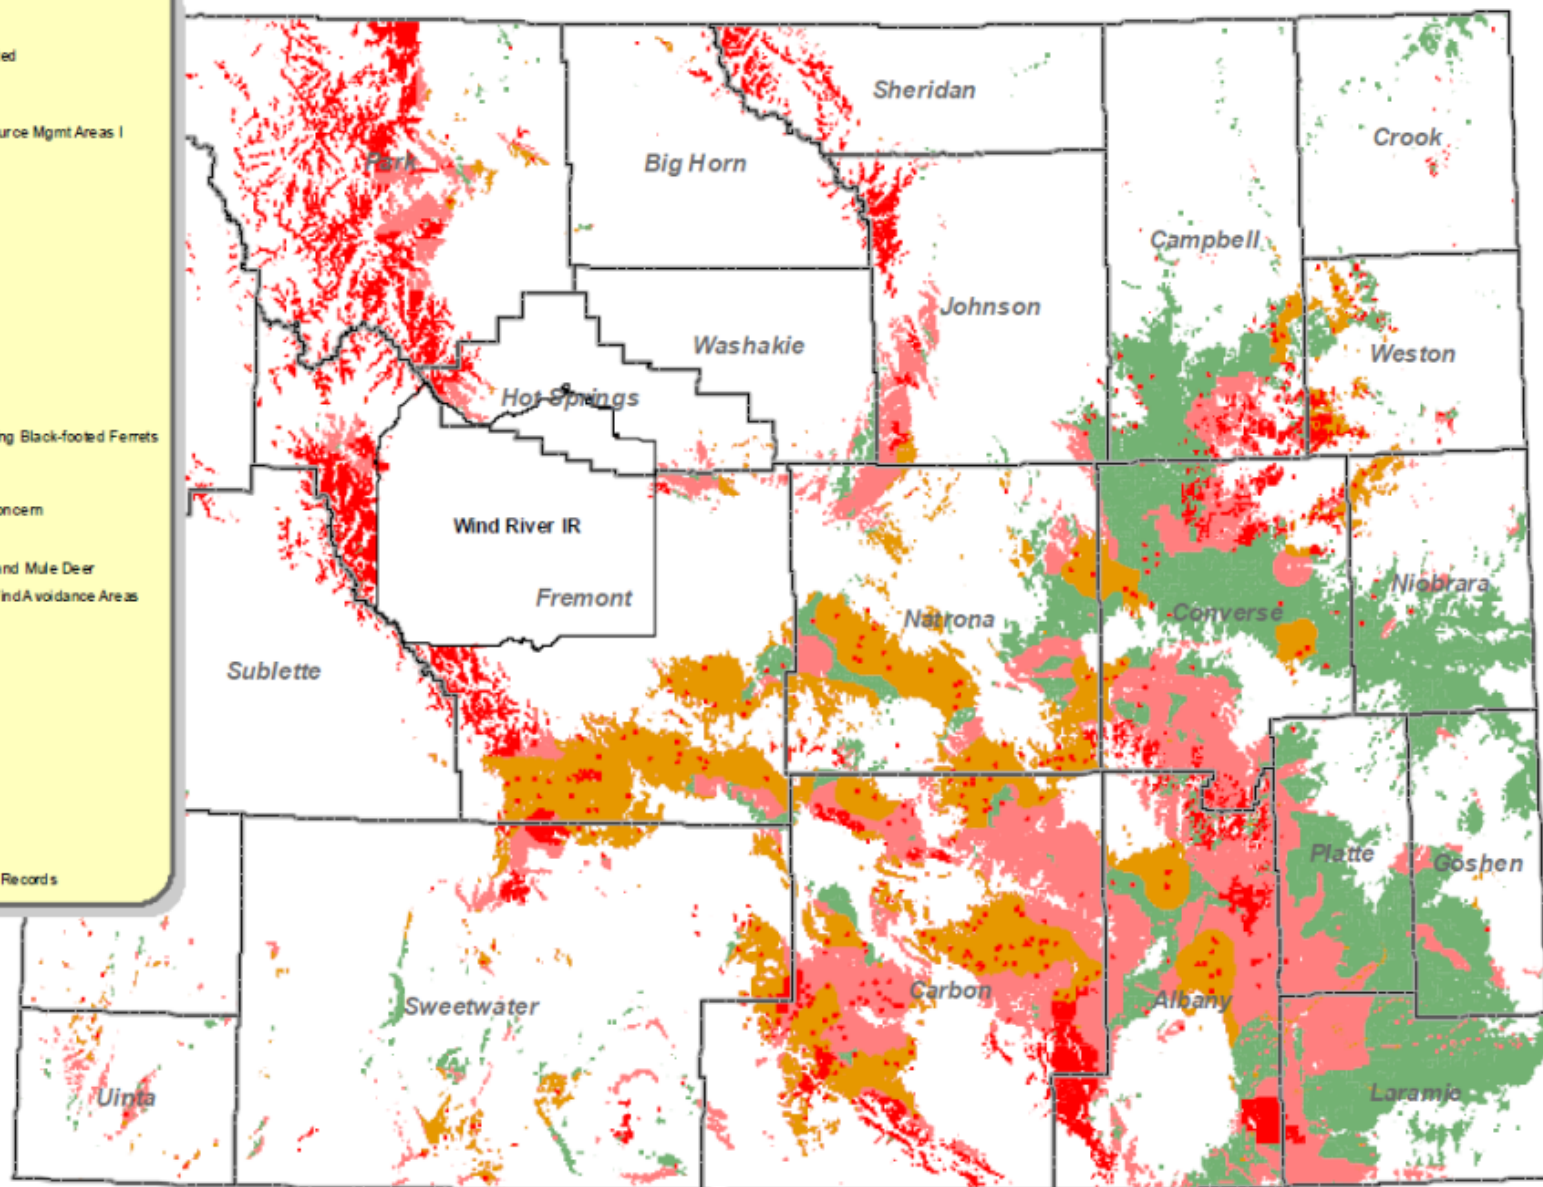 ed
urce Mgmt Areas I
ng Black-footed Ferrets
oncern
and Mule Deer
ind Avoidance Areas
Records
Sheridan
Crook
Park
Big Horn
Campbell
Johnson
Washakie
Weston
Hot Springs
Wind River IR
Fremont
Natrona
Converse
Niobrara
Sublette
Platte
Goshen
Sweetwater
Carbon
Albany
Uinta
Laramie